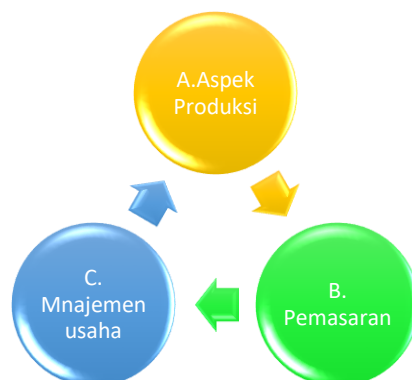 A.Aspek
Produksi
B.
Pemasaran
C.
Mnajemen
usaha